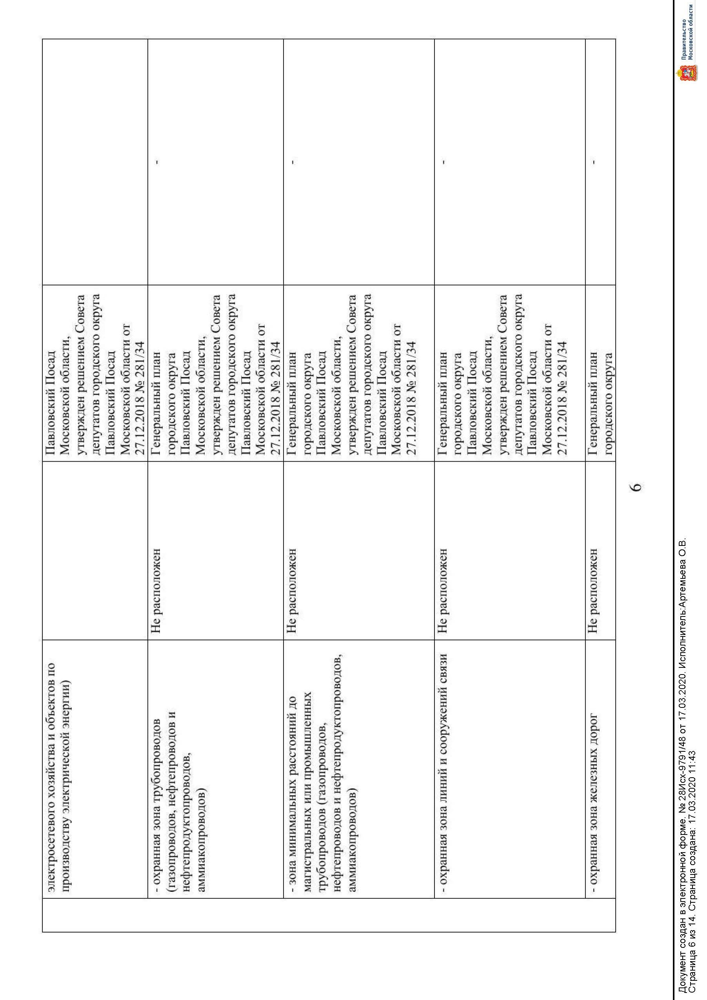 электросетевого хозяйства и объектов по
производству электрической энергии)
Павловский Посад
Московской области,
утвержден решением Совета
депутатов городского округа
Павловский Посад
Московской области от
27.12.2018 № 281/34
- охранная зона трубопроводов
(газопроводов, нефтепроводов и
нефтепродуктопроводов,
аммиакопроводов)
Не расположен
Генеральный план
городского округа
Павловский Посад
Московской области,
утвержден решением Совета
депутатов городского округа
Павловский Посад
Московской области от
27.12.2018 № 281/34
-
- зона минимальных расстояний до
магистральных или промышленных
трубопроводов (газопроводов,
нефтепроводов и нефтепродуктопроводов,
аммиакопроводов)
Не расположен
Генеральный план
городского округа
Павловский Посад
Московской области,
утвержден решением Совета
депутатов городского округа
Павловский Посад
Московской области от
27.12.2018 № 281/34
-
- охранная зона линий и сооружений связи
Не расположен
Генеральный план
городского округа
Павловский Посад
Московской области,
утвержден решением Совета
депутатов городского округа
Павловский Посад
Московской области от
27.12.2018 № 281/34
-
- охранная зона железных дорог
Не расположен
Генеральный план
городского округа
-
6
Документ создан в электронной форме. № 28Исх-9791/48 от 17.03.2020. Исполнитель:Артемьева О.В.
Страница 6 из 14. Страница создана: 17.03.2020 11:43
Правительство
Московской области